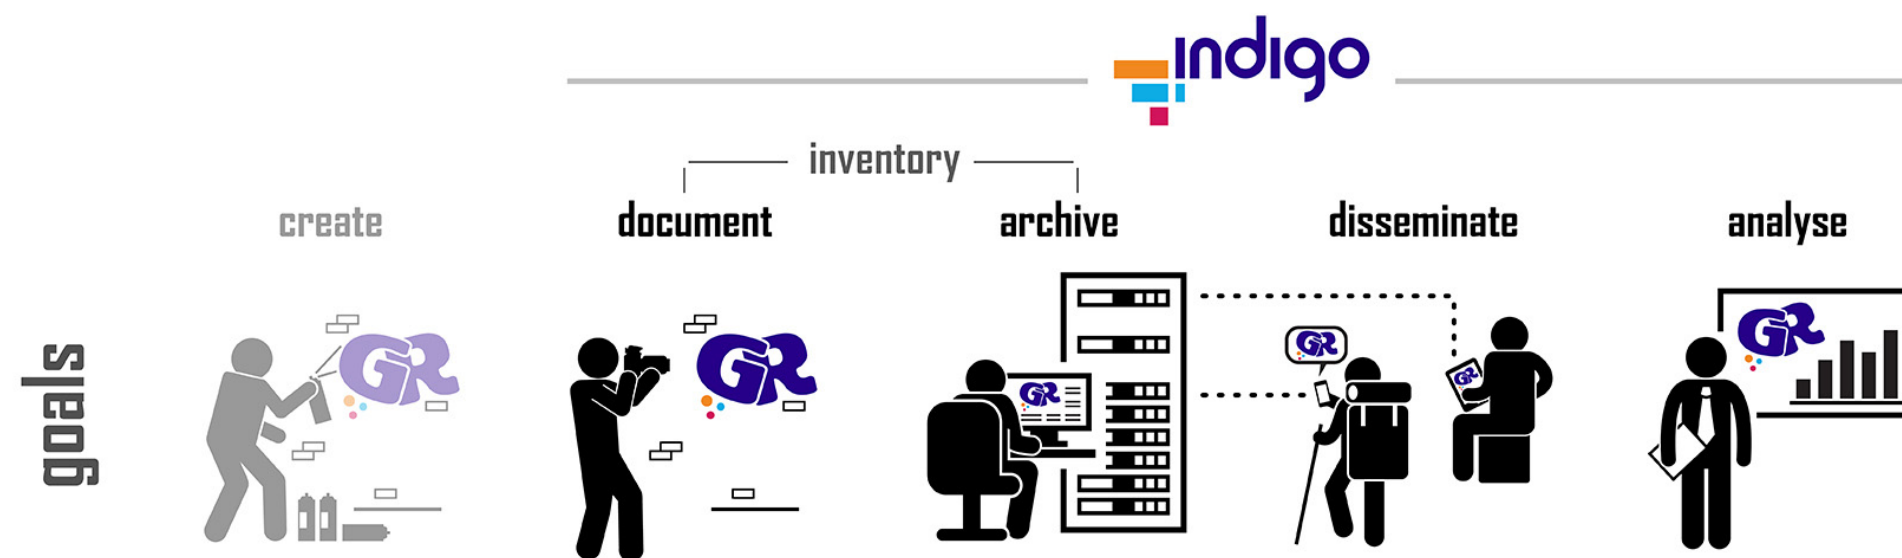 indigo
inventory
create
document
archive
disseminate
analyse
goals
GR
GR
GR
GR
GR
GR